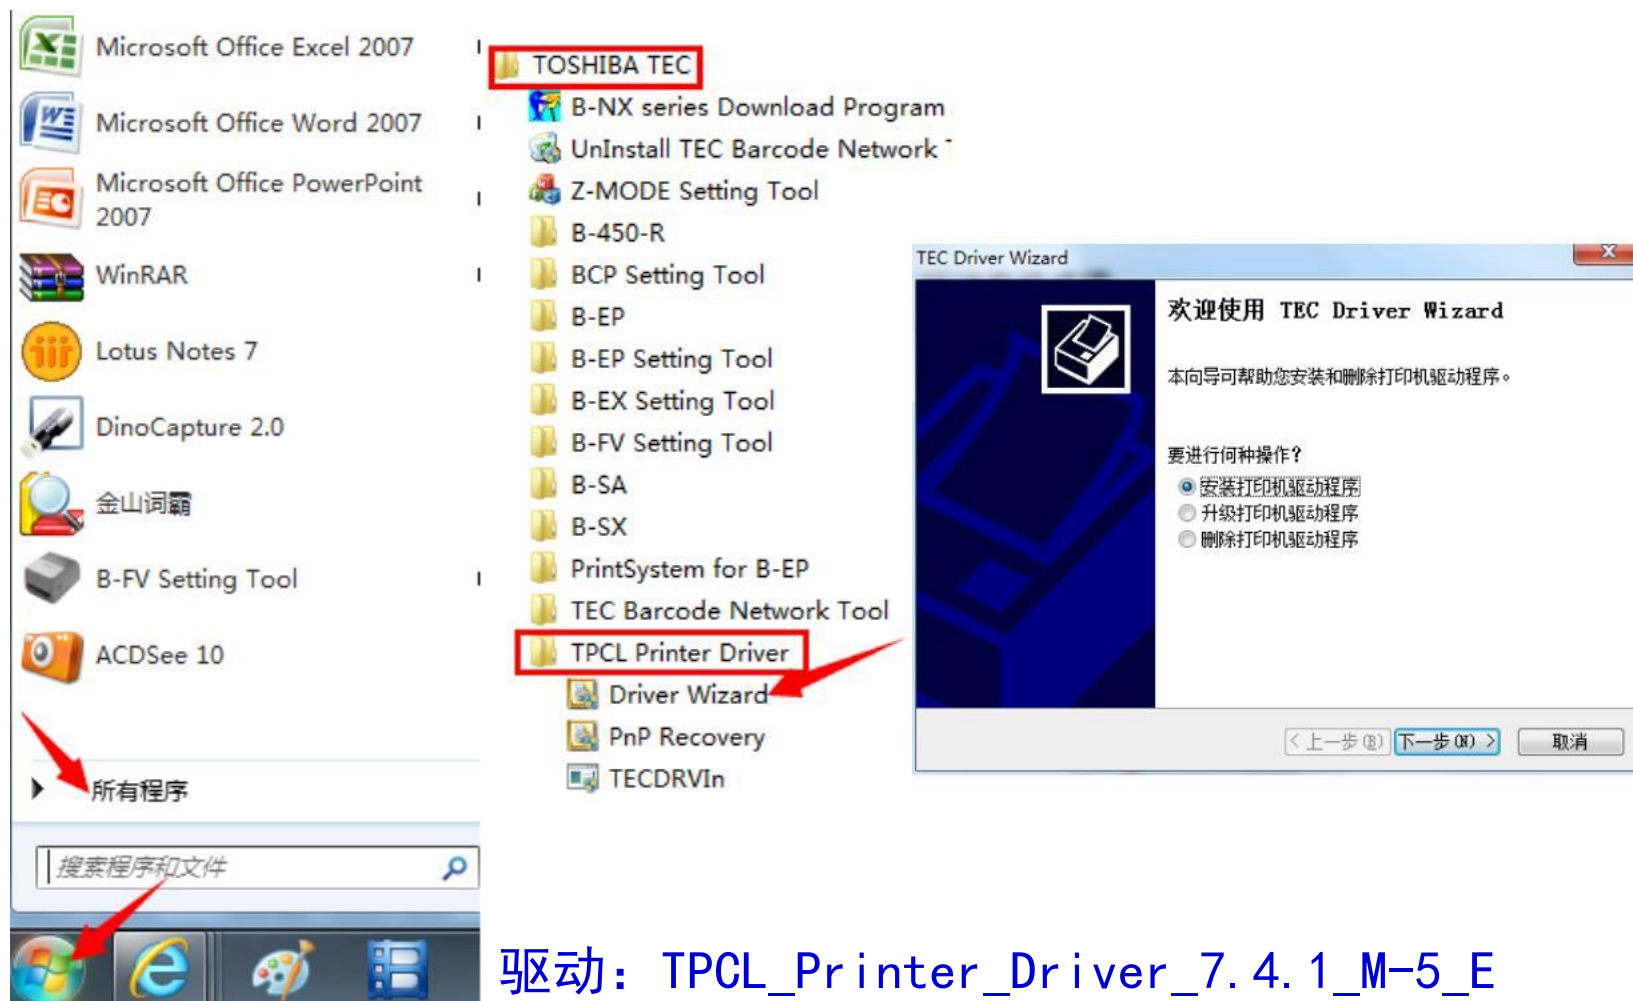 Microsoft Office Excel 2007
Microsoft Office Word 2007
Microsoft Office PowerPoint
2007
WinRAR
Lotus Notes 7
DinoCapture 2.0
金山词霸
B-FV Setting Tool
ACDSee 10
所有程序
搜索程序和文件
TOSHIBA TEC
B-NX series Download Program
UnInstall TEC Barcode Network
Z-MODE Setting Tool
B-450-R
BCP Setting Tool
B-EP
B-EP Setting Tool
B-EX Setting Tool
B-FV Setting Tool
B-SA
B-SX
PrintSystem for B-EP
TEC Barcode Network Tool
TPCL Printer Driver
Driver Wizard
PnP Recovery
TECDRVIn
TEC Driver Wizard
欢迎使用 TEC Driver Wizard
本向导可帮助您安装和删除打印机驱动程序。
要进行何种操作?
安装打印机驱动程序
升级打印机驱动程序
删除打印机驱动程序
< 上一步(B) 下一步(N) > 取消
驱动: TPCL_Printer_Driver_7.4.1_M-5_E